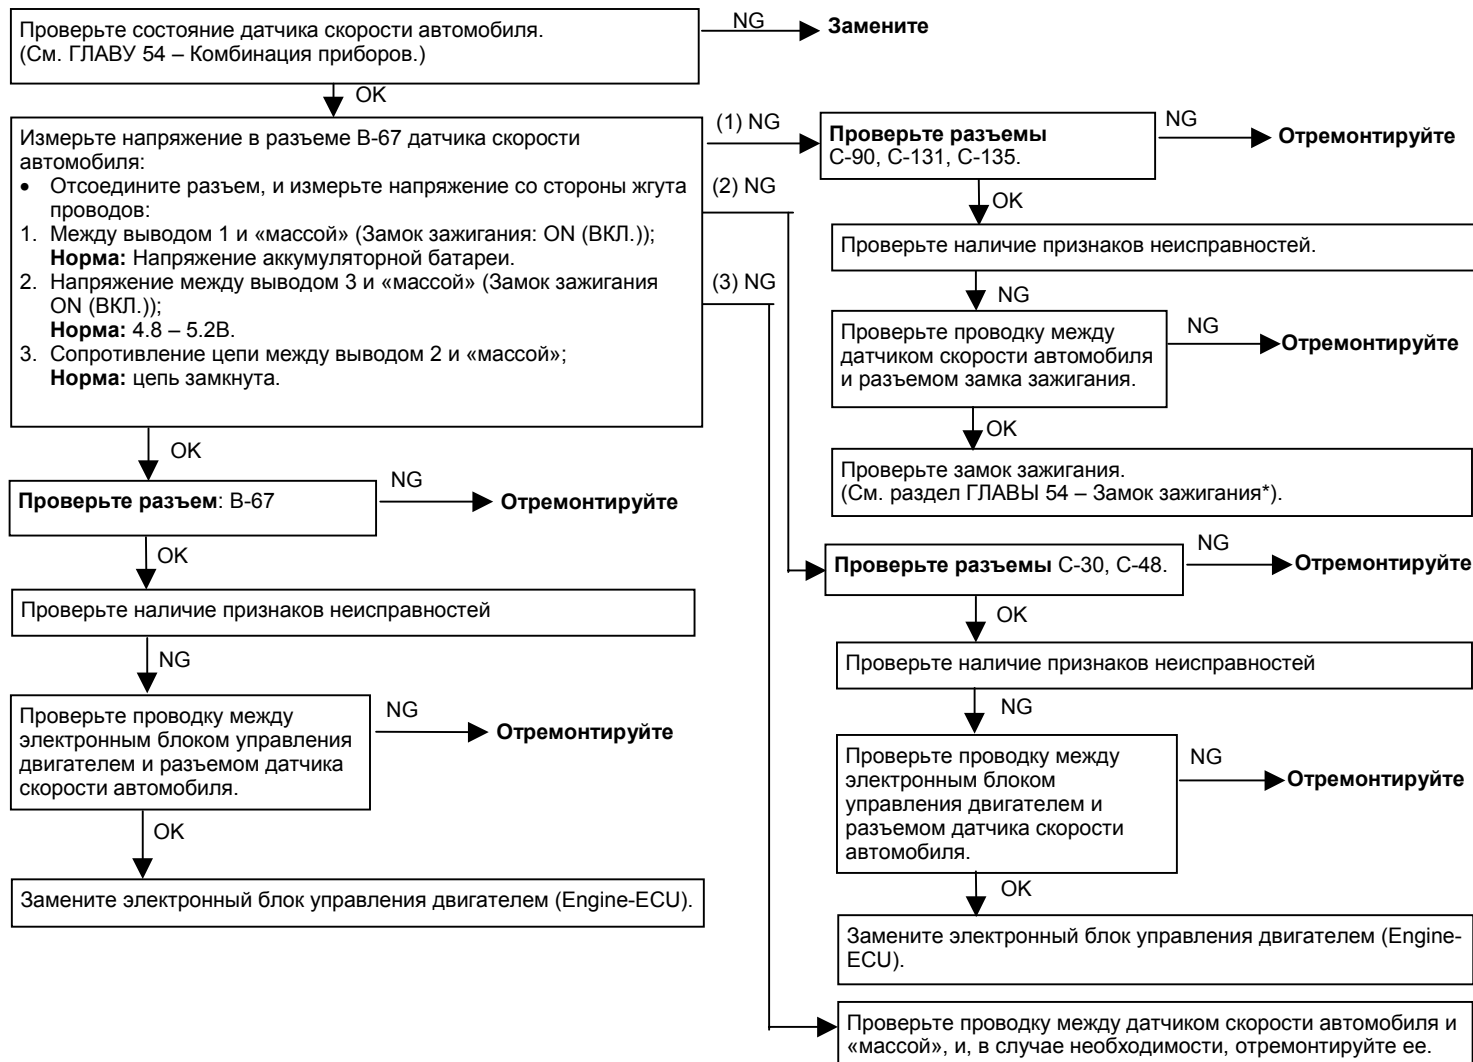 Проверьте состояние датчика скорости автомобиля.
(См. ГЛАВУ 54 – Комбинация приборов.)
NG
Замените
OK
Измерьте напряжение в разъеме B-67 датчика скорости
автомобиля:
• Отсоедините разъем, и измерьте напряжение со стороны жгута
проводов:
1. Между выводом 1 и «массой» (Замок зажигания: ON (ВКЛ.));
Норма: Напряжение аккумуляторной батареи.
2. Напряжение между выводом 3 и «массой» (Замок зажигания
ON (ВКЛ.));
Норма: 4.8 – 5.2В.
3. Сопротивление цепи между выводом 2 и «массой»;
Норма: цепь замкнута.
(1) NG
(2) NG
(3) NG
OK
Проверьте разъем: B-67
NG
Отремонтируйте
OK
Проверьте наличие признаков неисправностей
NG
Проверьте проводку между
электронным блоком управления
двигателем и разъемом датчика
скорости автомобиля.
NG
Отремонтируйте
OK
Замените электронный блок управления двигателем (Engine-ECU).
Проверьте разъемы
C-90, C-131, C-135.
NG
Отремонтируйте
OK
Проверьте наличие признаков неисправностей.
NG
Проверьте проводку между
датчиком скорости автомобиля
и разъемом замка зажигания.
NG
Отремонтируйте
OK
Проверьте замок зажигания.
(См. раздел ГЛАВЫ 54 – Замок зажигания*).
Проверьте разъемы C-30, C-48.
NG
Отремонтируйте
OK
Проверьте наличие признаков неисправностей
NG
Проверьте проводку между
электронным блоком
управления двигателем и
разъемом датчика скорости
автомобиля.
NG
Отремонтируйте
OK
Замените электронный блок управления двигателем (Engine-
ECU).
Проверьте проводку между датчиком скорости автомобиля и
«массой», и, в случае необходимости, отремонтируйте ее.